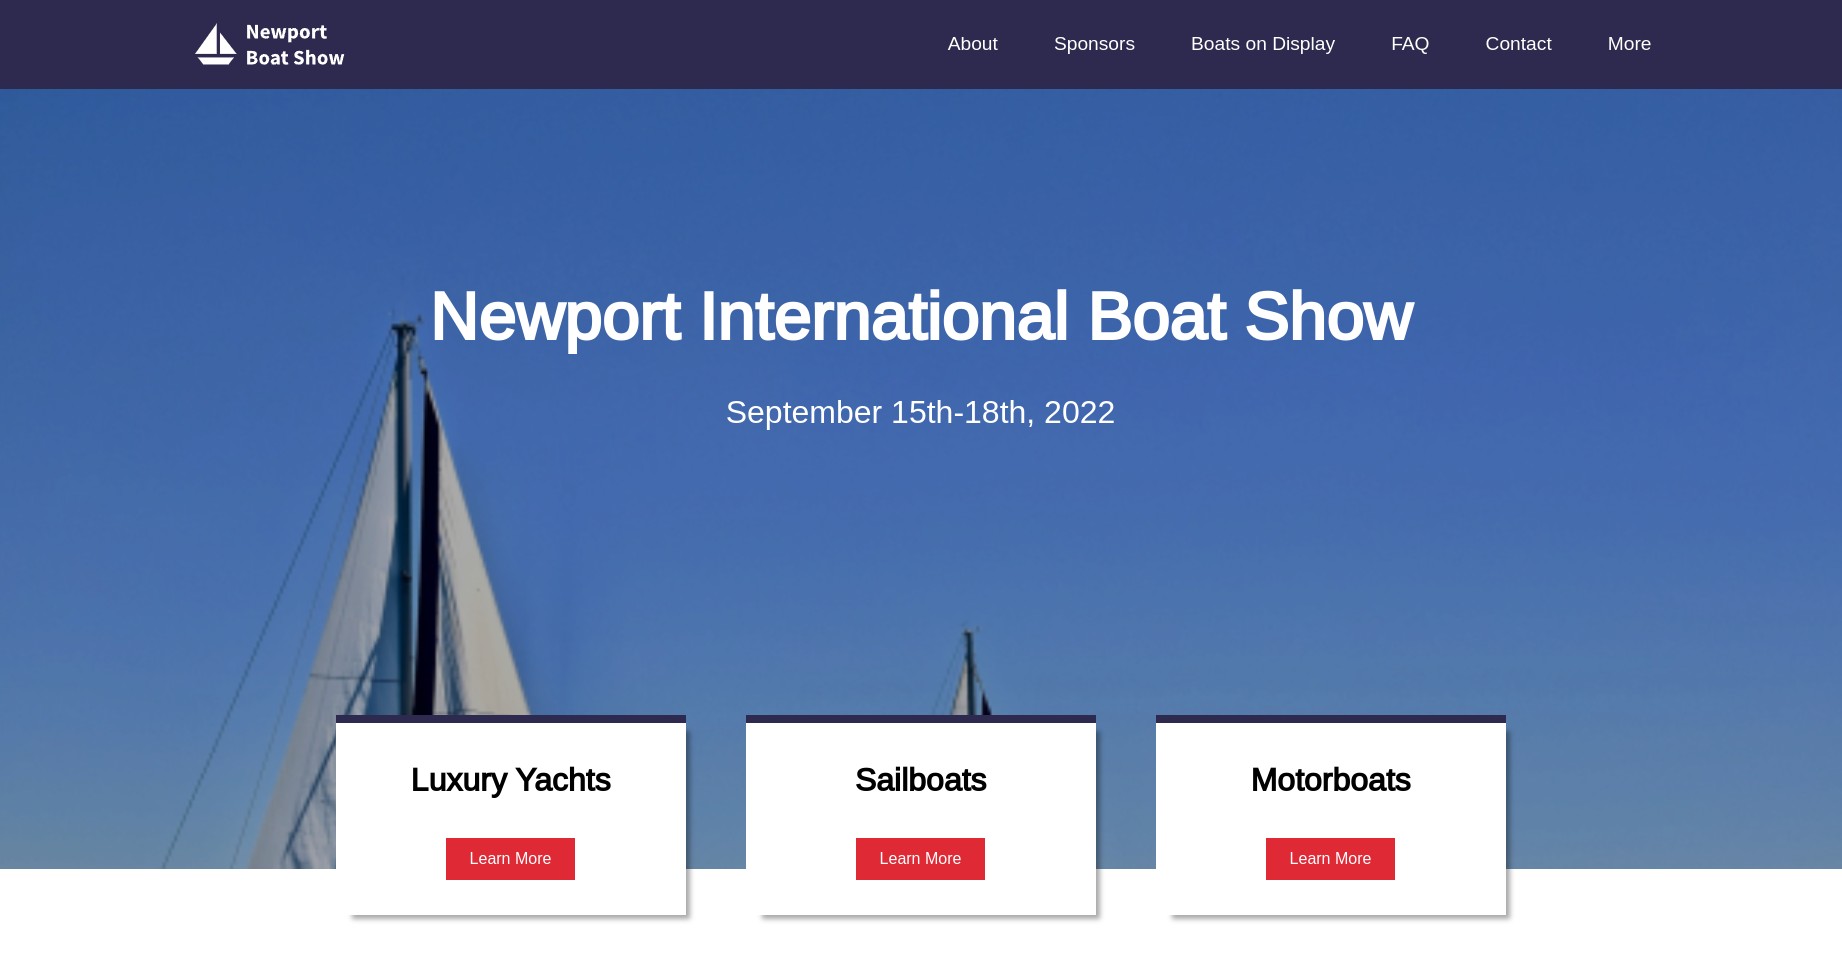 Newport
Boat Show
About
Sponsors
Boats on Display
FAQ
Contact
More
Newport International Boat Show
September 15th-18th, 2022
Luxury Yachts
Learn More
Sailboats
Learn More
Motorboats
Learn More